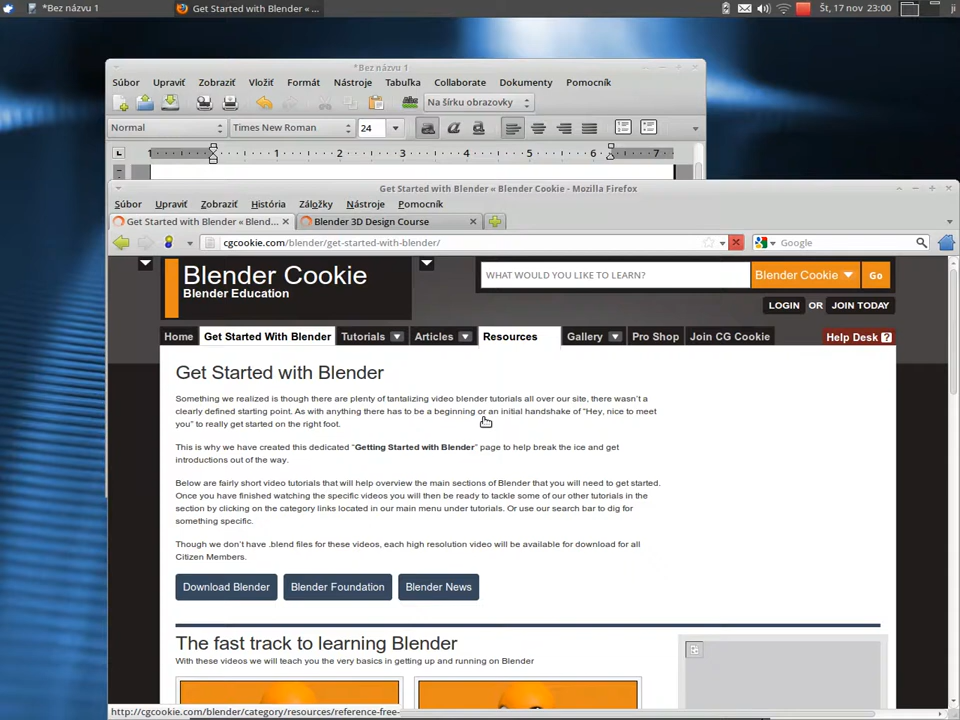 *Bez názvu 1
Get Started with Blender « ...
Št, 17 nov 23:00
ji
*Bez názvu 1
Súbor Upraviť Zobraziť Vložiť Formát Nástroje Tabuľka Collaborate Dokumenty Pomocník
Na šírku obrazovky
Normal Times New Roman 24
1 1 2 3 4 5 6 7
Get Started with Blender « Blender Cookie - Mozilla Firefox
Súbor Upraviť Zobraziť História Záložky Nástroje Pomocník
Get Started with Blender « Blend... Blender 3D Design Course
cgcookie.com/blender/get-started-with-blender/ Google
Blender Cookie
Blender Education
WHAT WOULD YOU LIKE TO LEARN? Blender Cookie Go
LOGIN OR JOIN TODAY
Home Get Started With Blender Tutorials Articles Resources Gallery Pro Shop Join CG Cookie Help Desk ?
Get Started with Blender
Something we realized is though there are plenty of tantalizing video blender tutorials all over our site, there wasn't a
clearly defined starting point. As with anything there has to be a beginning or an initial handshake of "Hey, nice to meet
you" to really get started on the right foot.
This is why we have created this dedicated "Getting Started with Blender" page to help break the ice and get
introductions out of the way.
Below are fairly short video tutorials that will help overview the main sections of Blender that you will need to get started.
Once you have finished watching the specific videos you will then be ready to tackle some of our other tutorials in the
section by clicking on the category links located in our main menu under tutorials. Or use our search bar to dig for
something specific.
Though we don't have .blend files for these videos, each high resolution video will be available for download for all
Citizen Members.
Download Blender Blender Foundation Blender News
The fast track to learning Blender
With these videos we will teach you the very basics in getting up and running on Blender
http://cgcookie.com/blender/category/resources/reference-free-